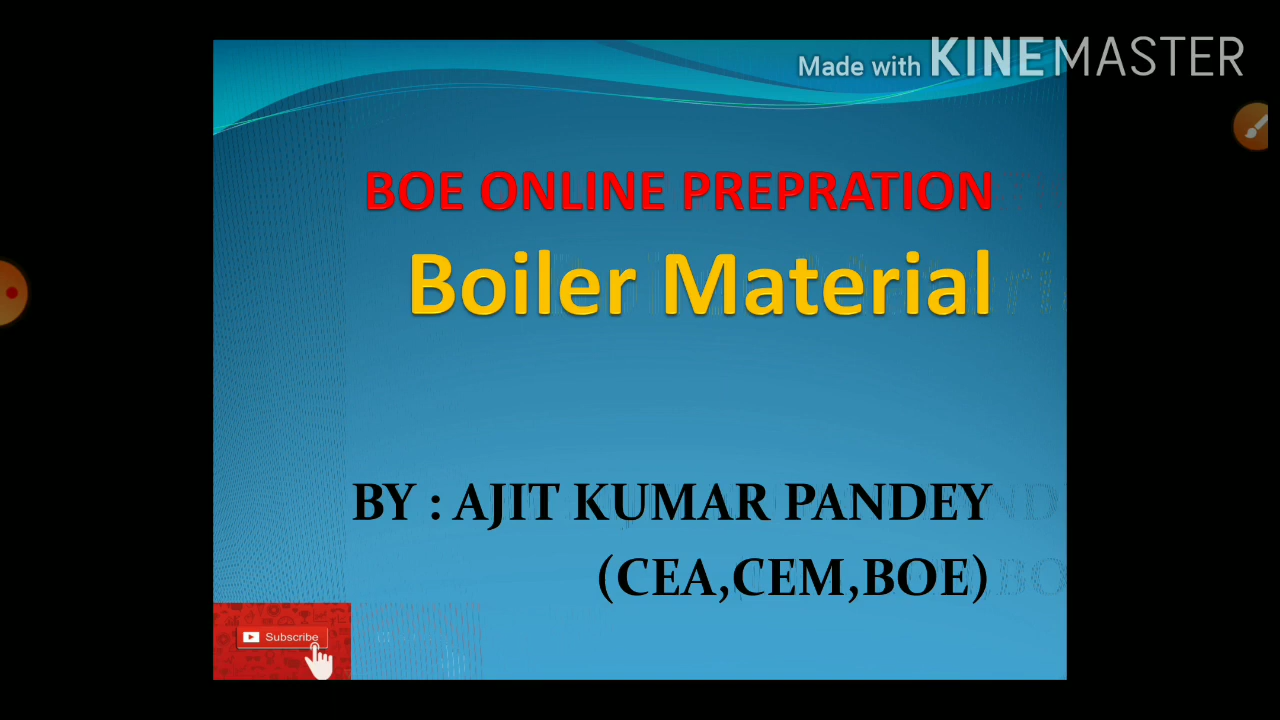 Made with KINEMASTER
BOE ONLINE PREPRATION
Boiler Material
BY : AJIT KUMAR PANDEY
(CEA,CEM,BOE)
Subscribe